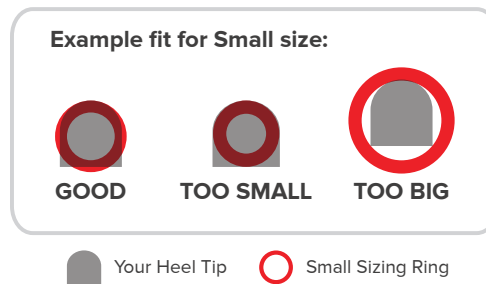 Example fit for Small size:
GOOD TOO SMALL TOO BIG
Your Heel Tip Small Sizing Ring